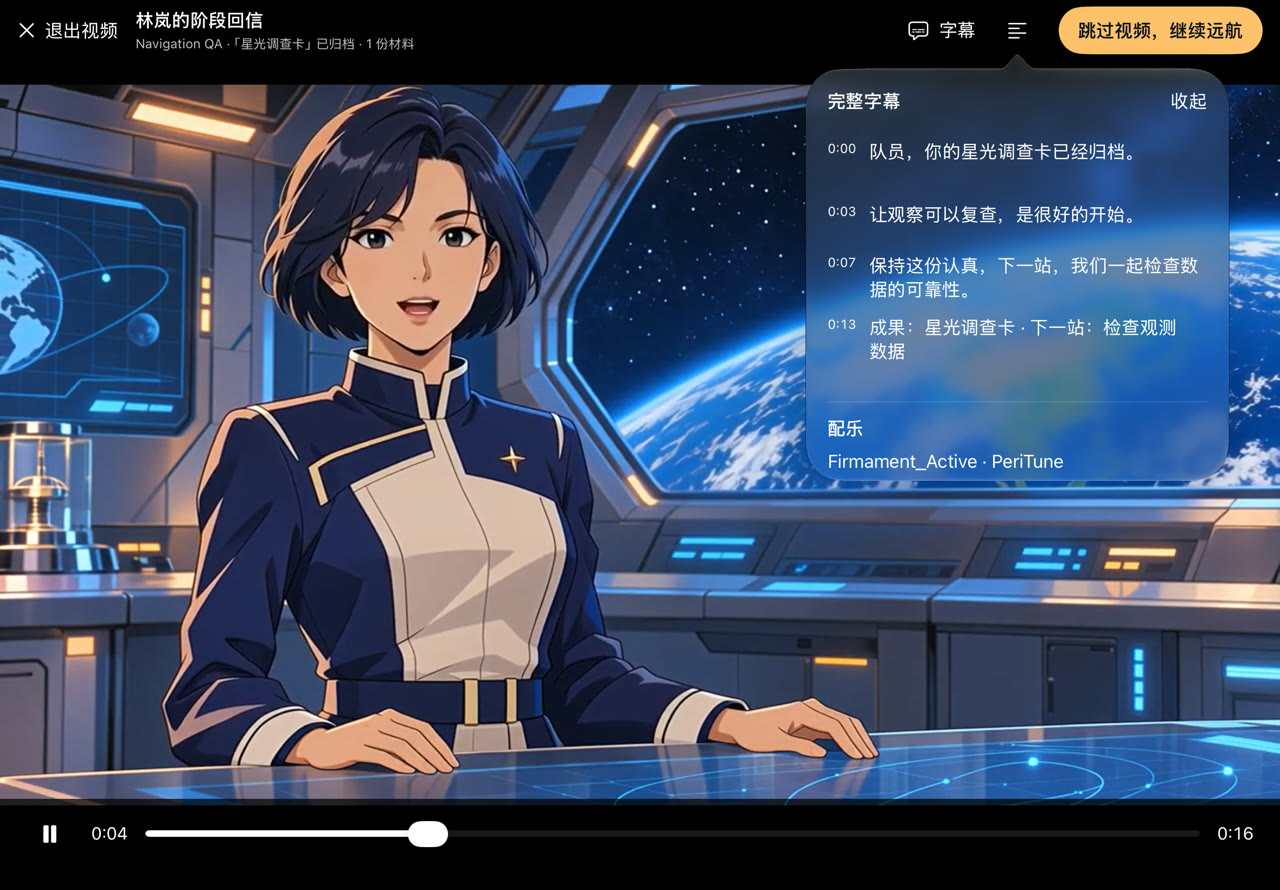 退出视频
林岚的阶段回信
Navigation QA ·「星光调查卡」已归档 · 1 份材料
字幕
跳过视频，继续远航
完整字幕
收起
0:00 队员，你的星光调查卡已经归档。
0:03 让观察可以复查，是很好的开始。
0:07 保持这份认真，下一站，我们一起检查数
据的可靠性。
0:13 成果：星光调查卡 · 下一站：检查观测
数据
配乐
Firmament_Active · PeriTune
0:04
0:16